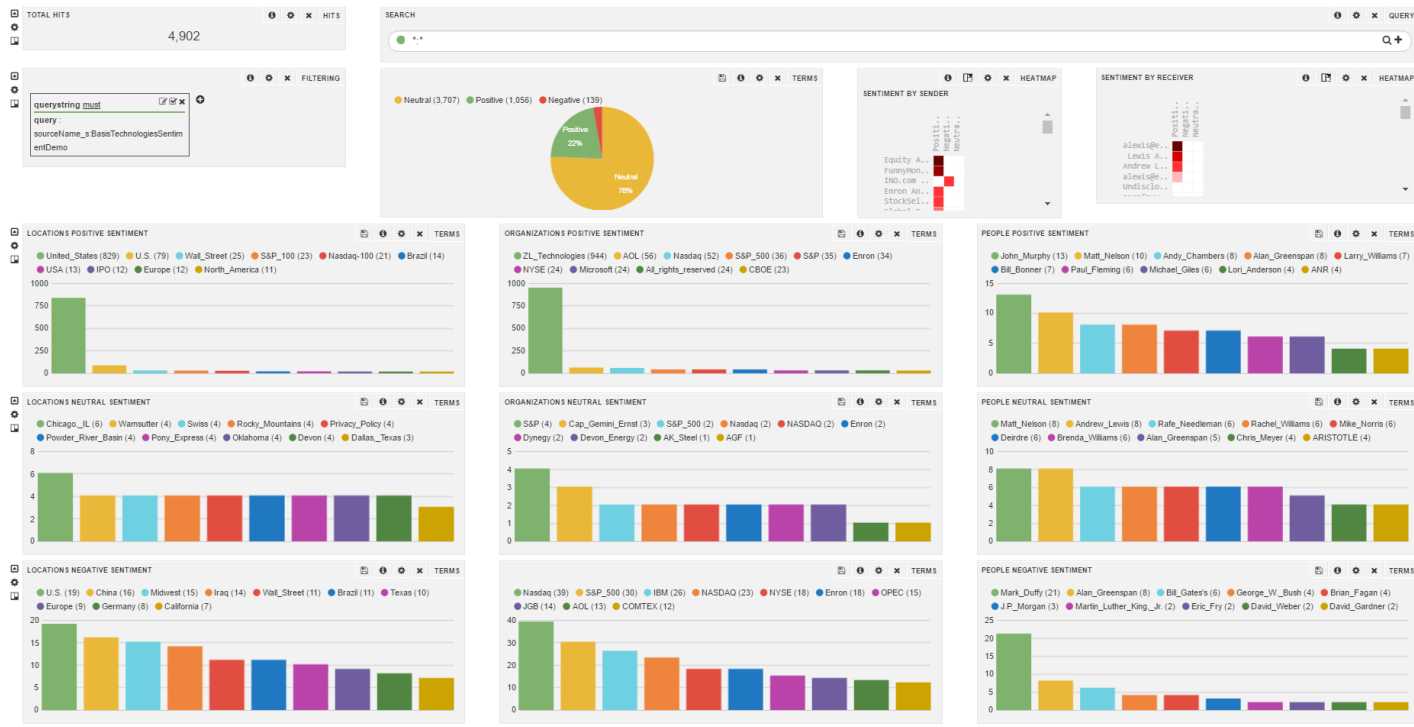 TOTAL HITS
HITS
4,902
SEARCH
QUERY
*:*
FILTERING
querystring must
query :
sourceName_s:BasisTechnologiesSentim
entDemo
TERMS
Neutral (3,707) Positive (1,056) Negative (139)
Positive
22%
Neutral
76%
HEATMAP
SENTIMENT BY SENDER
Positi..
Negati..
Neutra..
Equity A..
FunnyMon..
INO.com ..
Enron An..
StockSel..
SENTIMENT BY RECEIVER
HEATMAP
Positi..
Negati..
Neutra..
alewis@e..
Lewis A..
Andrew L..
alewis@e..
Undisclo..
LOCATIONS POSITIVE SENTIMENT
TERMS
United_States (829) U.S. (79) Wall_Street (25) S&P_100 (23) Nasdaq-100 (21) Brazil (14)
USA (13) IPO (12) Europe (12) North_America (11)
1000
750
500
250
0
ORGANIZATIONS POSITIVE SENTIMENT
TERMS
ZL_Technologies (944) AOL (56) Nasdaq (52) S&P_500 (36) S&P (35) Enron (34)
NYSE (24) Microsoft (24) All_rights_reserved (24) CBOE (23)
1000
750
500
250
0
PEOPLE POSITIVE SENTIMENT
TERMS
John_Murphy (13) Matt_Nelson (10) Andy_Chambers (8) Alan_Greenspan (8) Larry_Williams (7)
Bill_Bonner (7) Paul_Fleming (6) Michael_Giles (6) Lori_Anderson (4) ANR (4)
15
10
5
0
LOCATIONS NEUTRAL SENTIMENT
TERMS
Chicago,_IL (6) Wamsutter (4) Swiss (4) Rocky_Mountains (4) Privacy_Policy (4)
Powder_River_Basin (4) Pony_Express (4) Oklahoma (4) Devon (4) Dallas,_Texas (3)
8
6
4
2
0
ORGANIZATIONS NEUTRAL SENTIMENT
TERMS
S&P (4) Cap_Gemini_Ernst (3) S&P_500 (2) Nasdaq (2) NASDAQ (2) Enron (2)
Dynegy (2) Devon_Energy (2) AK_Steel (1) AGF (1)
5
4
3
2
1
0
PEOPLE NEUTRAL SENTIMENT
TERMS
Matt_Nelson (8) Andrew_Lewis (8) Rafe_Needleman (6) Rachel_Williams (6) Mike_Norris (6)
Deirdre (6) Brenda_Williams (6) Alan_Greenspan (5) Chris_Meyer (4) ARISTOTLE (4)
10
8
6
4
2
0
LOCATIONS NEGATIVE SENTIMENT
TERMS
U.S. (19) China (16) Midwest (15) Iraq (14) Wall_Street (11) Brazil (11) Texas (10)
Europe (9) Germany (8) California (7)
20
15
10
5
0
TERMS
Nasdaq (39) S&P_500 (30) IBM (26) NASDAQ (23) NYSE (18) Enron (18) OPEC (15)
JGB (14) AOL (13) COMTEX (12)
40
30
20
10
0
PEOPLE NEGATIVE SENTIMENT
TERMS
Mark_Duffy (21) Alan_Greenspan (8) Bill_Gates's (6) George_W._Bush (4) Brian_Fagan (4)
J.P._Morgan (3) Martin_Luther_King,_Jr. (2) Eric_Fry (2) David_Weber (2) David_Gardner (2)
25
20
15
10
5
0